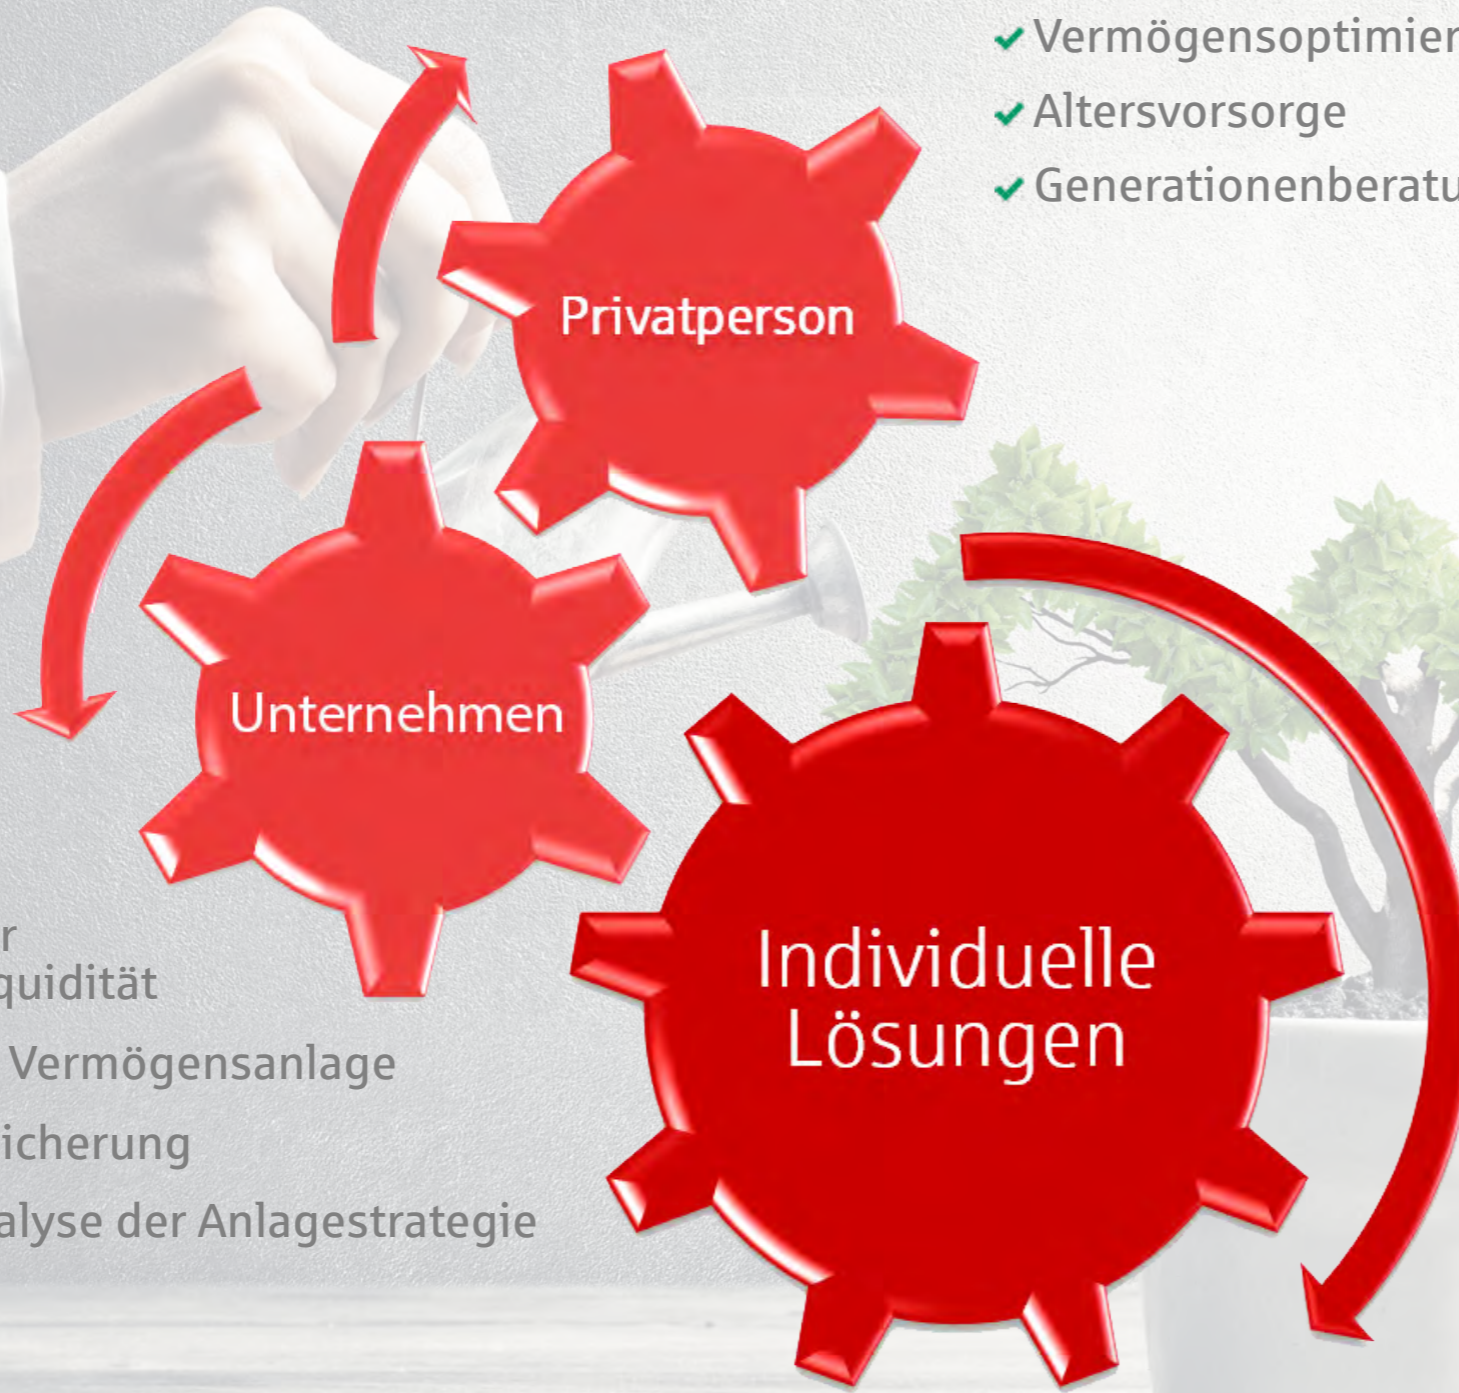 Vermögensoptimier
Altersvorsorge
Generationenberatu
Privatperson
Unternehmen
Individuelle
Lösungen
r
quidität
Vermögensanlage
icherung
alyse der Anlagestrategie